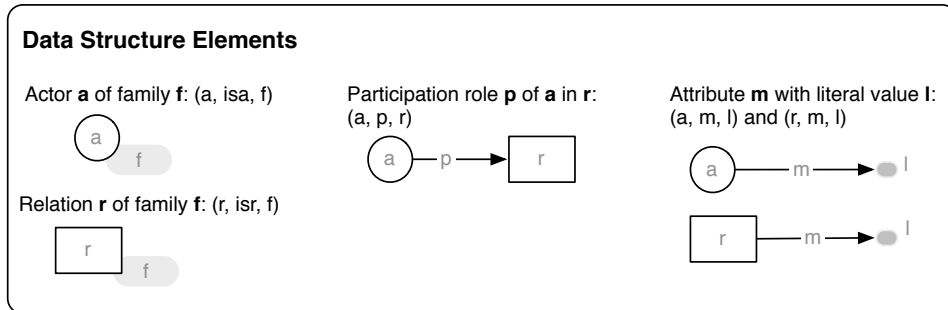 Data Structure Elements
Actor a of family f: (a, isa, f)
a
f
Relation r of family f: (r, isr, f)
r
f
Participation role p of a in r:
(a, p, r)
a p r
Attribute m with literal value l:
(a, m, l) and (r, m, l)
a m l
r m l